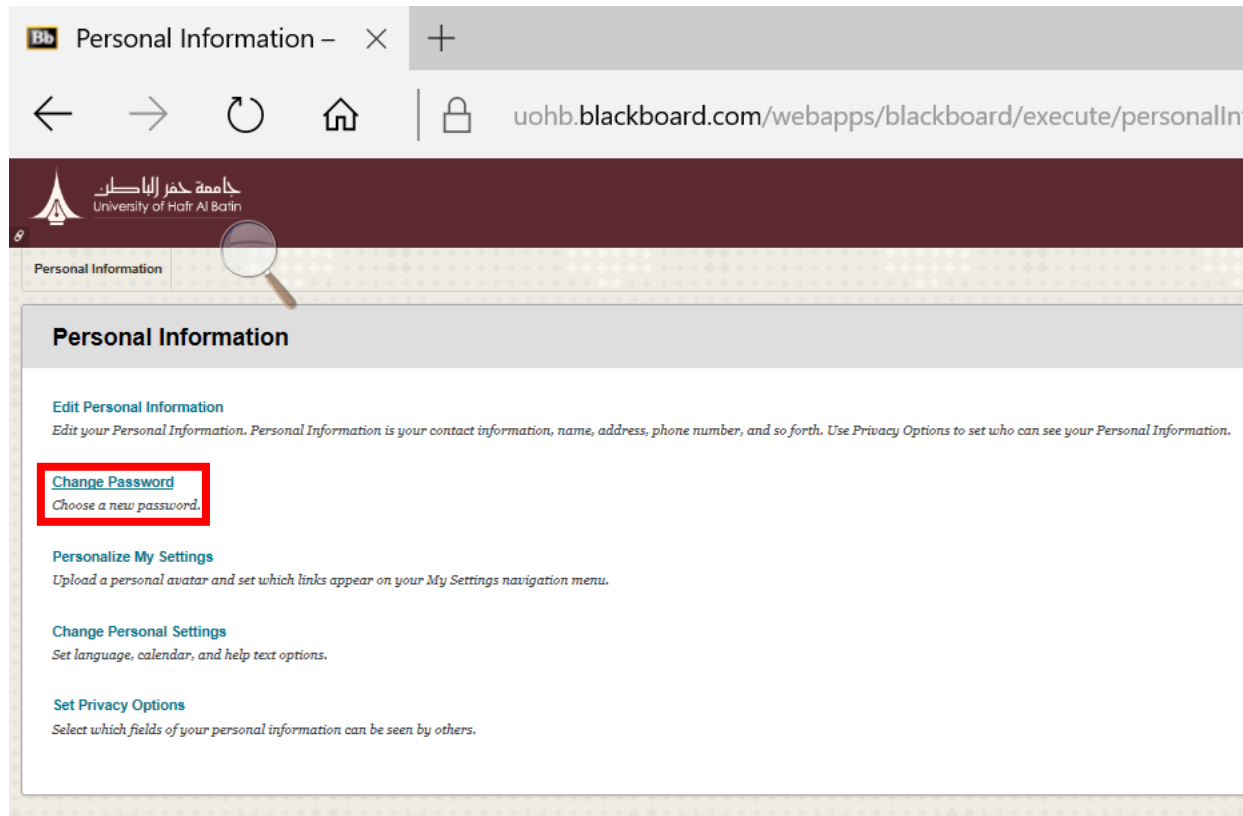 Bb Personal Information –
uohb.blackboard.com/webapps/blackboard/execute/personalIn
جامعة حفر الباطن
University of Hafr Al Batin
Personal Information
Personal Information
Edit Personal Information
Edit your Personal Information. Personal Information is your contact information, name, address, phone number, and so forth. Use Privacy Options to set who can see your Personal Information.
Change Password
Choose a new password.
Personalize My Settings
Upload a personal avatar and set which links appear on your My Settings navigation menu.
Change Personal Settings
Set language, calendar, and help text options.
Set Privacy Options
Select which fields of your personal information can be seen by others.